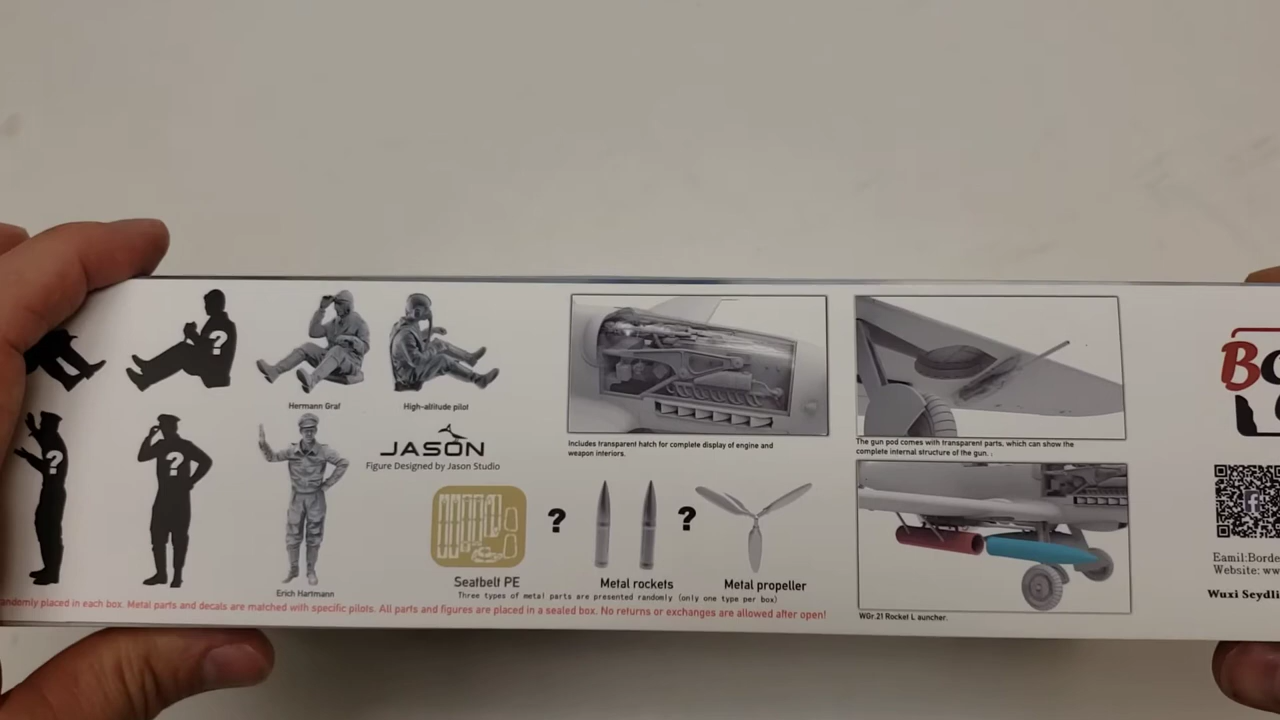 ?
Hermann Graf
High-altitude pilot
?
?
Erich Hartmann
JASON
Figure Designed by Jason Studio
Seatbelf PE
?
Metal rockets
?
Metal propeller
Three types of metal parts are presented randomly (only one type per box)
randomly placed in each box. Metal parts and decals are matched with specific pilots. All parts and figures are placed in a sealed box. No returns or exchanges are allowed after open!
Includes transparent hatch for complete display of engine and
weapon interiors.
The gun pod comes with transparent parts, which can show the
complete internal structure of the gun. :
WGr.21 Rocket L auncher.
f
Eamil:Borde
Website: ww
Wuxi Seydli